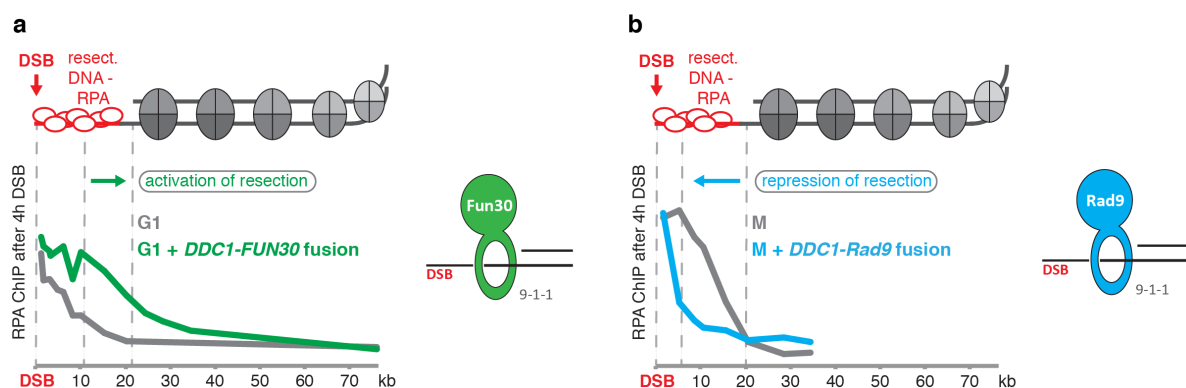 a
DSB
resect.
DNA -
RPA
activation of resection
G1
G1 + DDC1-FUN30 fusion
RPA ChIP after 4h DSB
DSB
10
20
30
40
50
60
70
kb
Fun30
DSB
9-1-1
b
DSB
resect.
DNA -
RPA
repression of resection
M
M + DDC1-Rad9 fusion
RPA ChIP after 4h DSB
DSB
10
20
30
40
50
60
70
kb
Rad9
DSB
9-1-1